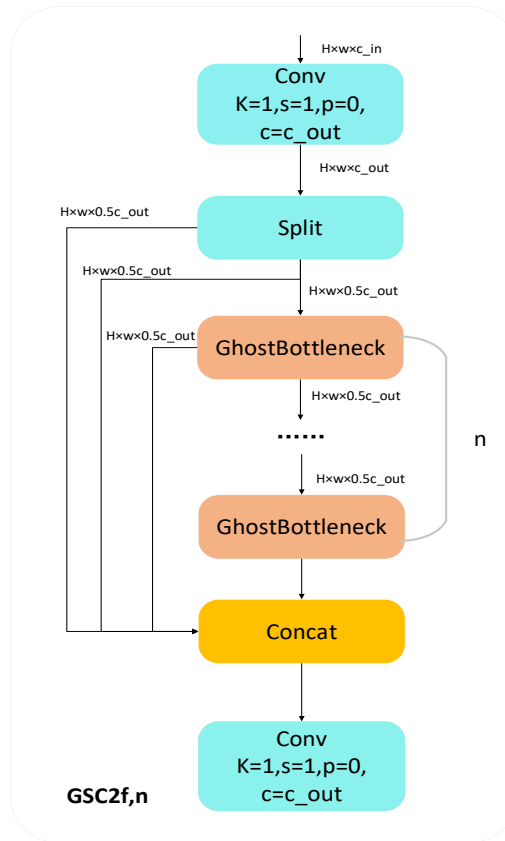 H×w×c_in
Conv
K=1,s=1,p=0,
c=c_out
H×w×c_out
H×w×0.5c_out
Split
H×w×0.5c_out
H×w×0.5c_out
H×w×0.5c_out
GhostBottleneck
H×w×0.5c_out
......
n
H×w×0.5c_out
GhostBottleneck
Concat
Conv
K=1,s=1,p=0,
c=c_out
GSC2f,n